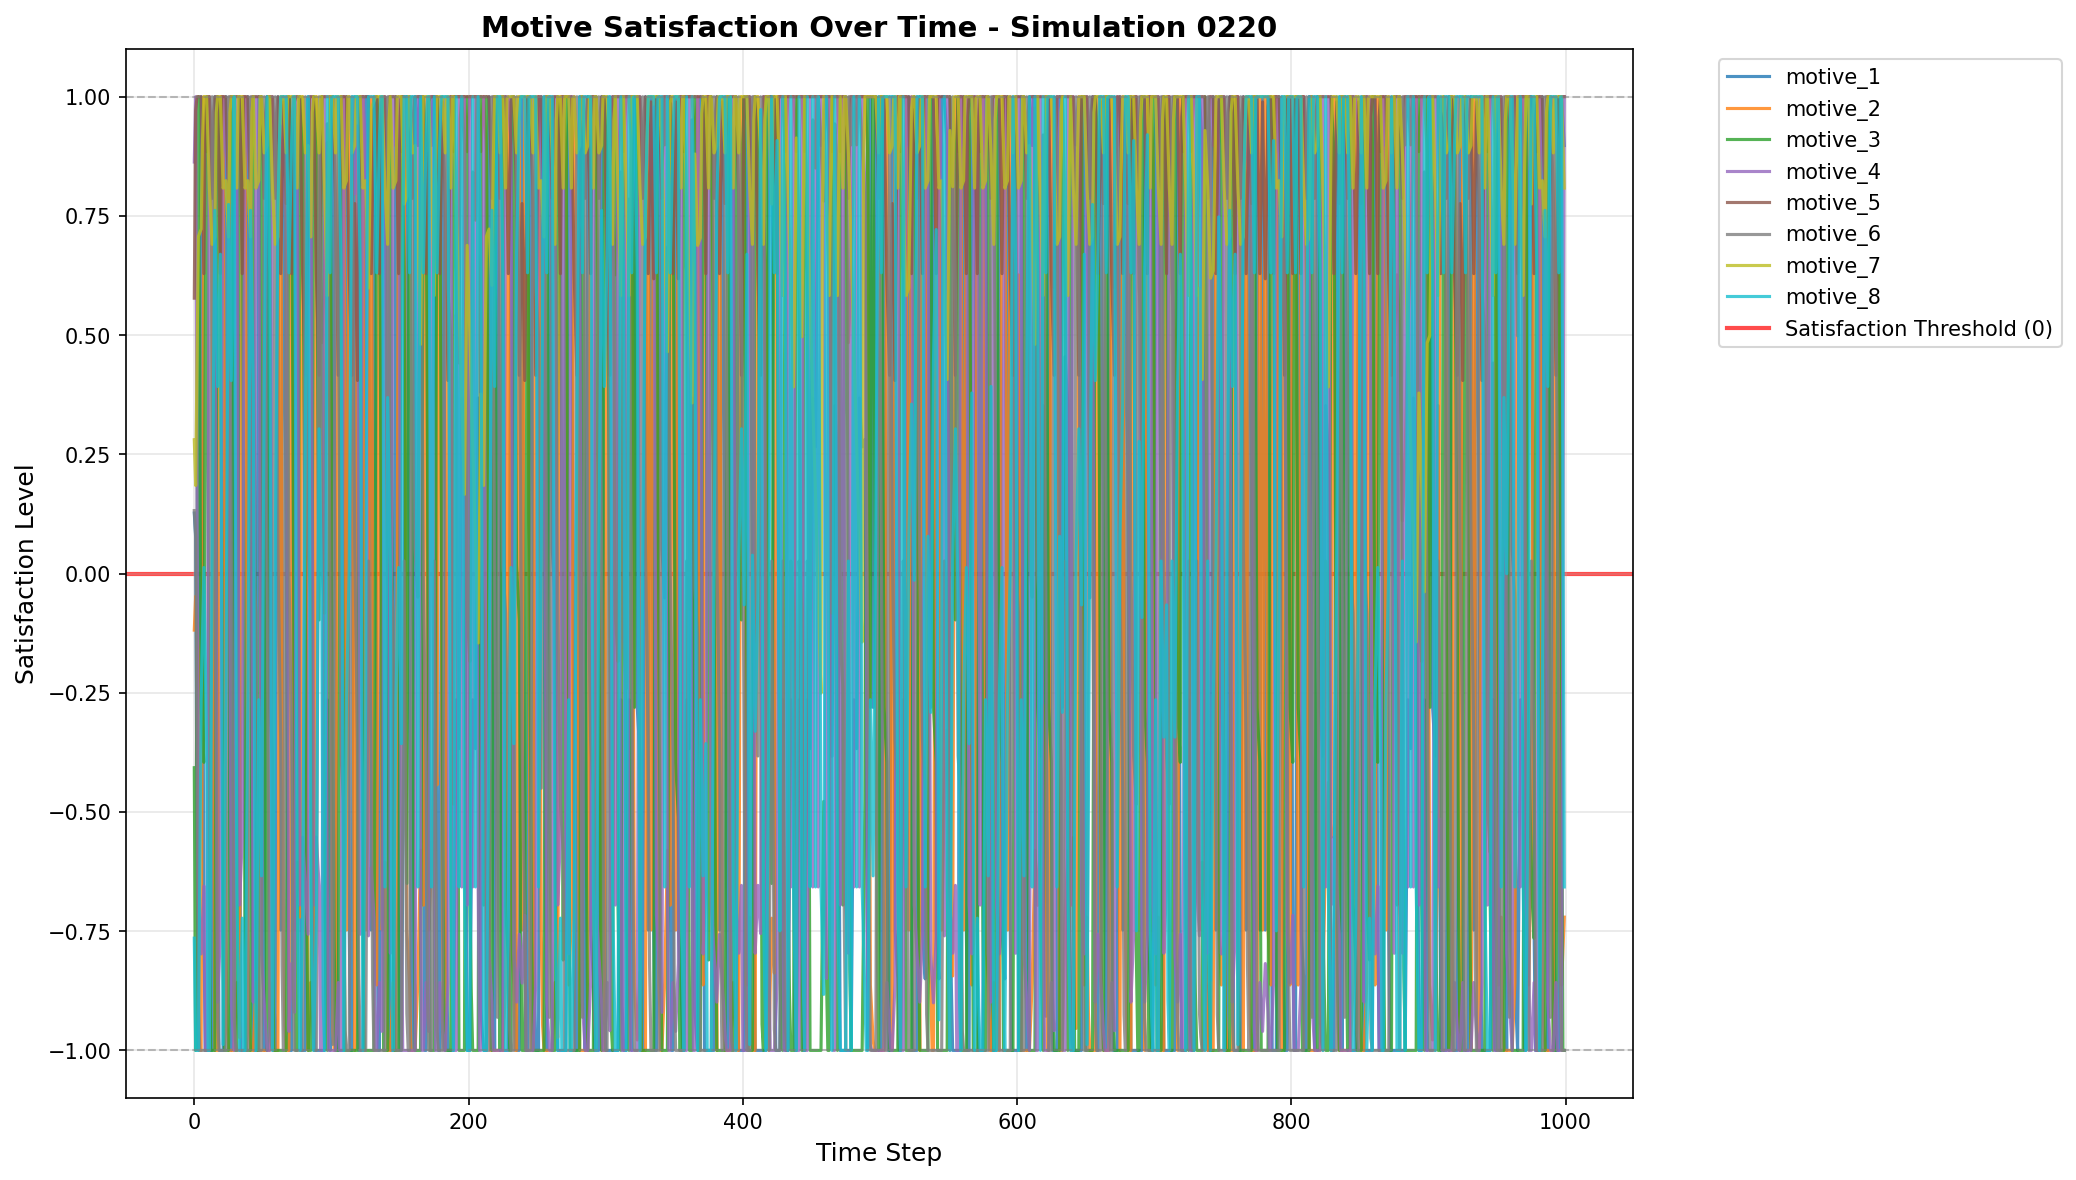 Motive Satisfaction Over Time - Simulation 0220
Satisfaction Level
1.00
0.75
0.50
0.25
0.00
−0.25
−0.50
−0.75
−1.00
0
200
400
600
800
1000
Time Step
motive_1
motive_2
motive_3
motive_4
motive_5
motive_6
motive_7
motive_8
Satisfaction Threshold (0)